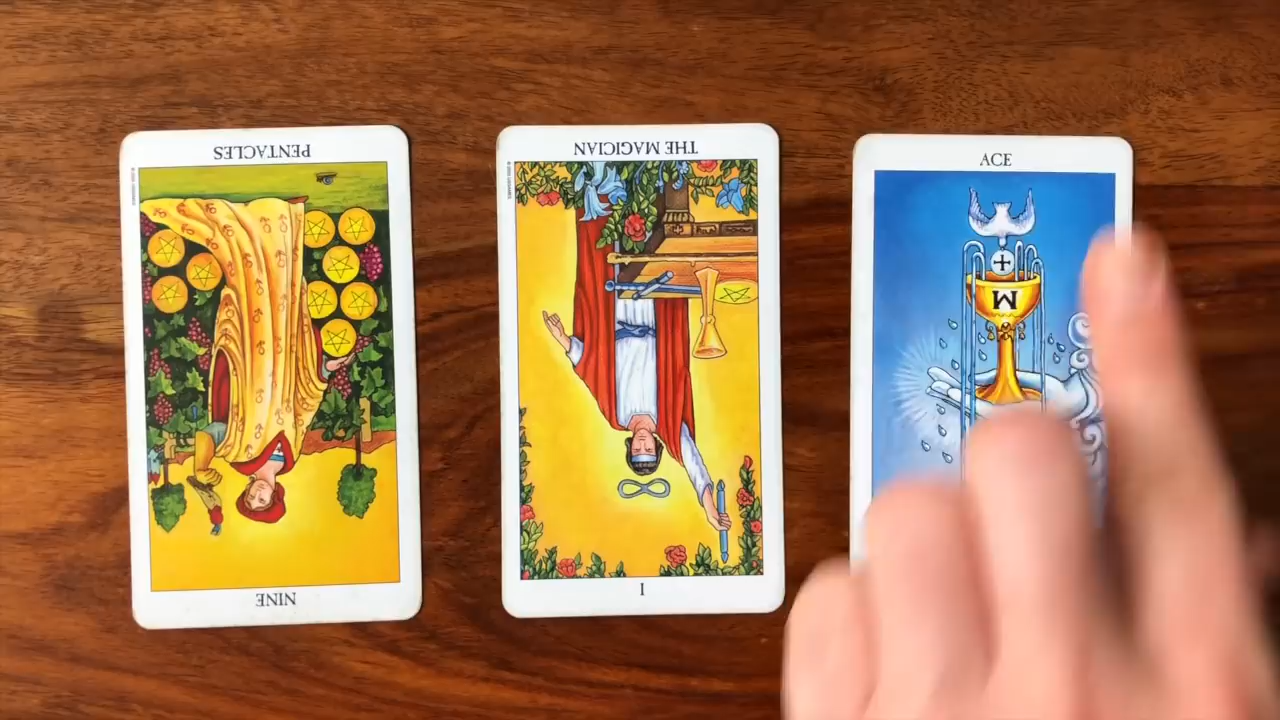 PENTACLES
NINE
THE MAGICIAN
I
ACE
M